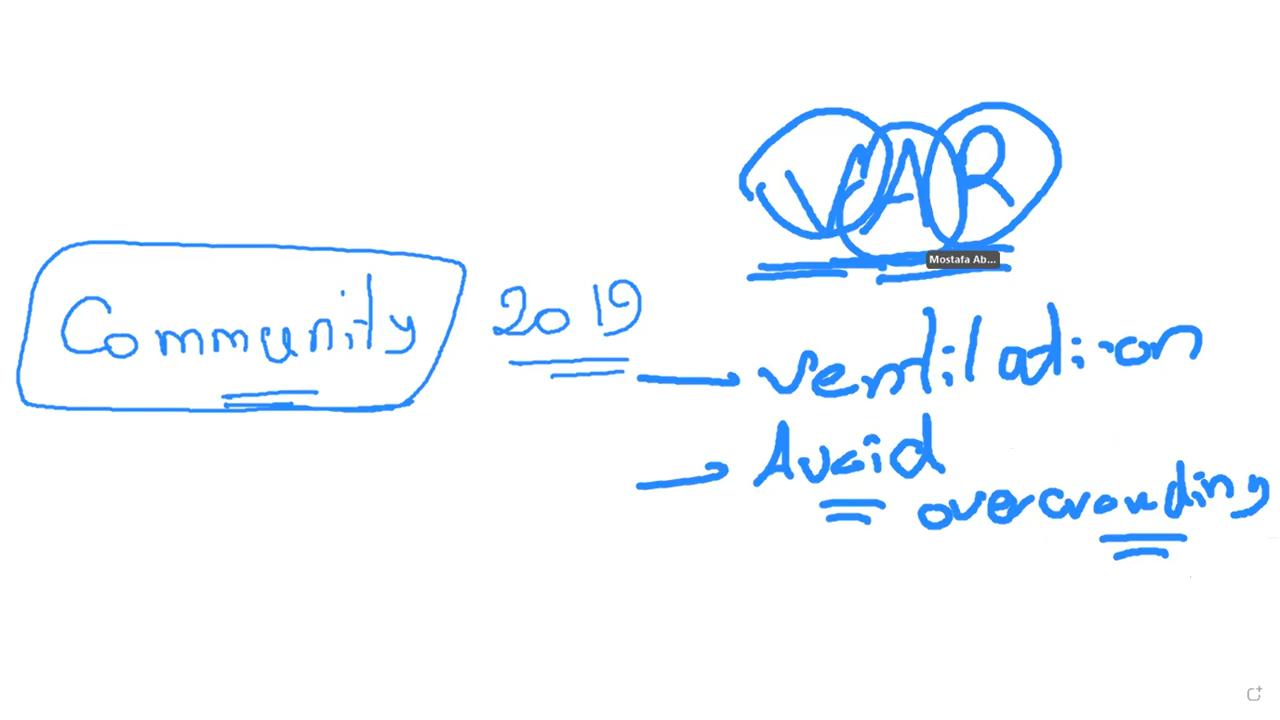 VAR
Mostafa Ab...
Community 2019
Ventilation
Avoid
overcrowding